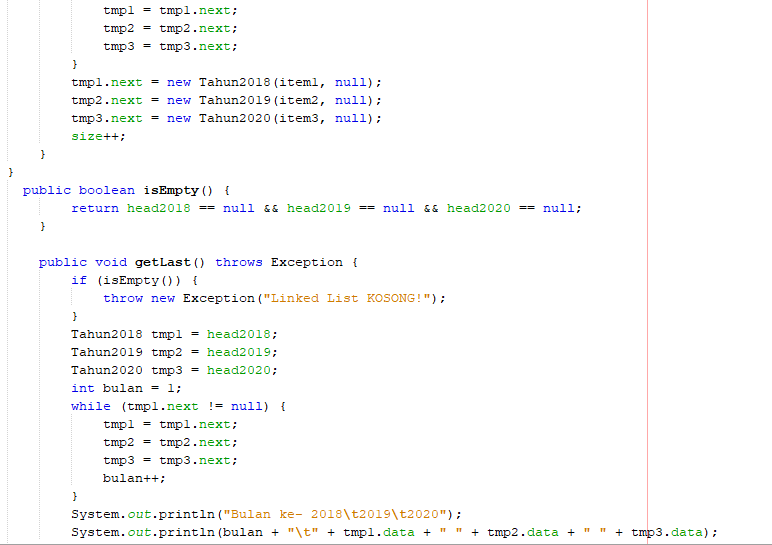 tmp1 = tmp1.next;
tmp2 = tmp2.next;
tmp3 = tmp3.next;
}
tmp1.next = new Tahun2018(item1, null);
tmp2.next = new Tahun2019(item2, null);
tmp3.next = new Tahun2020(item3, null);
size++;
}
}
public boolean isEmpty() {
return head2018 == null && head2019 == null && head2020 == null;
}
public void getLast() throws Exception {
if (isEmpty()) {
throw new Exception("Linked List KOSONG!");
}
Tahun2018 tmp1 = head2018;
Tahun2019 tmp2 = head2019;
Tahun2020 tmp3 = head2020;
int bulan = 1;
while (tmp1.next != null) {
tmp1 = tmp1.next;
tmp2 = tmp2.next;
tmp3 = tmp3.next;
bulan++;
}
System.out.println("Bulan ke- 2018\t2019\t2020");
System.out.println(bulan + "\t" + tmp1.data + " " + tmp2.data + " " + tmp3.data);